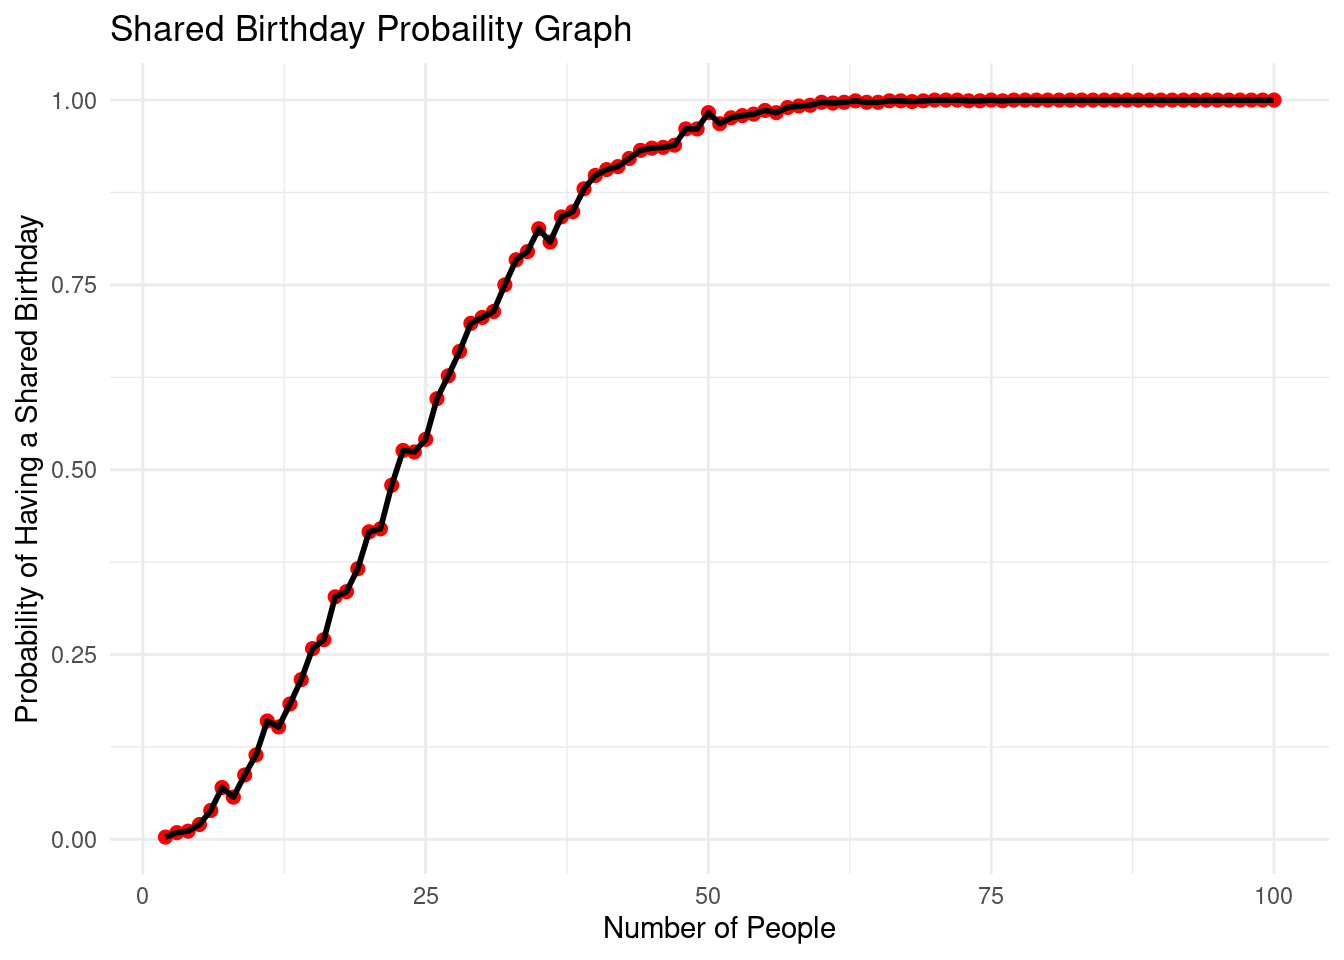 Shared Birthday Probaility Graph
Probability of Having a Shared Birthday
1.00
0.75
0.50
0.25
0.00
0 25 50 75 100
Number of People